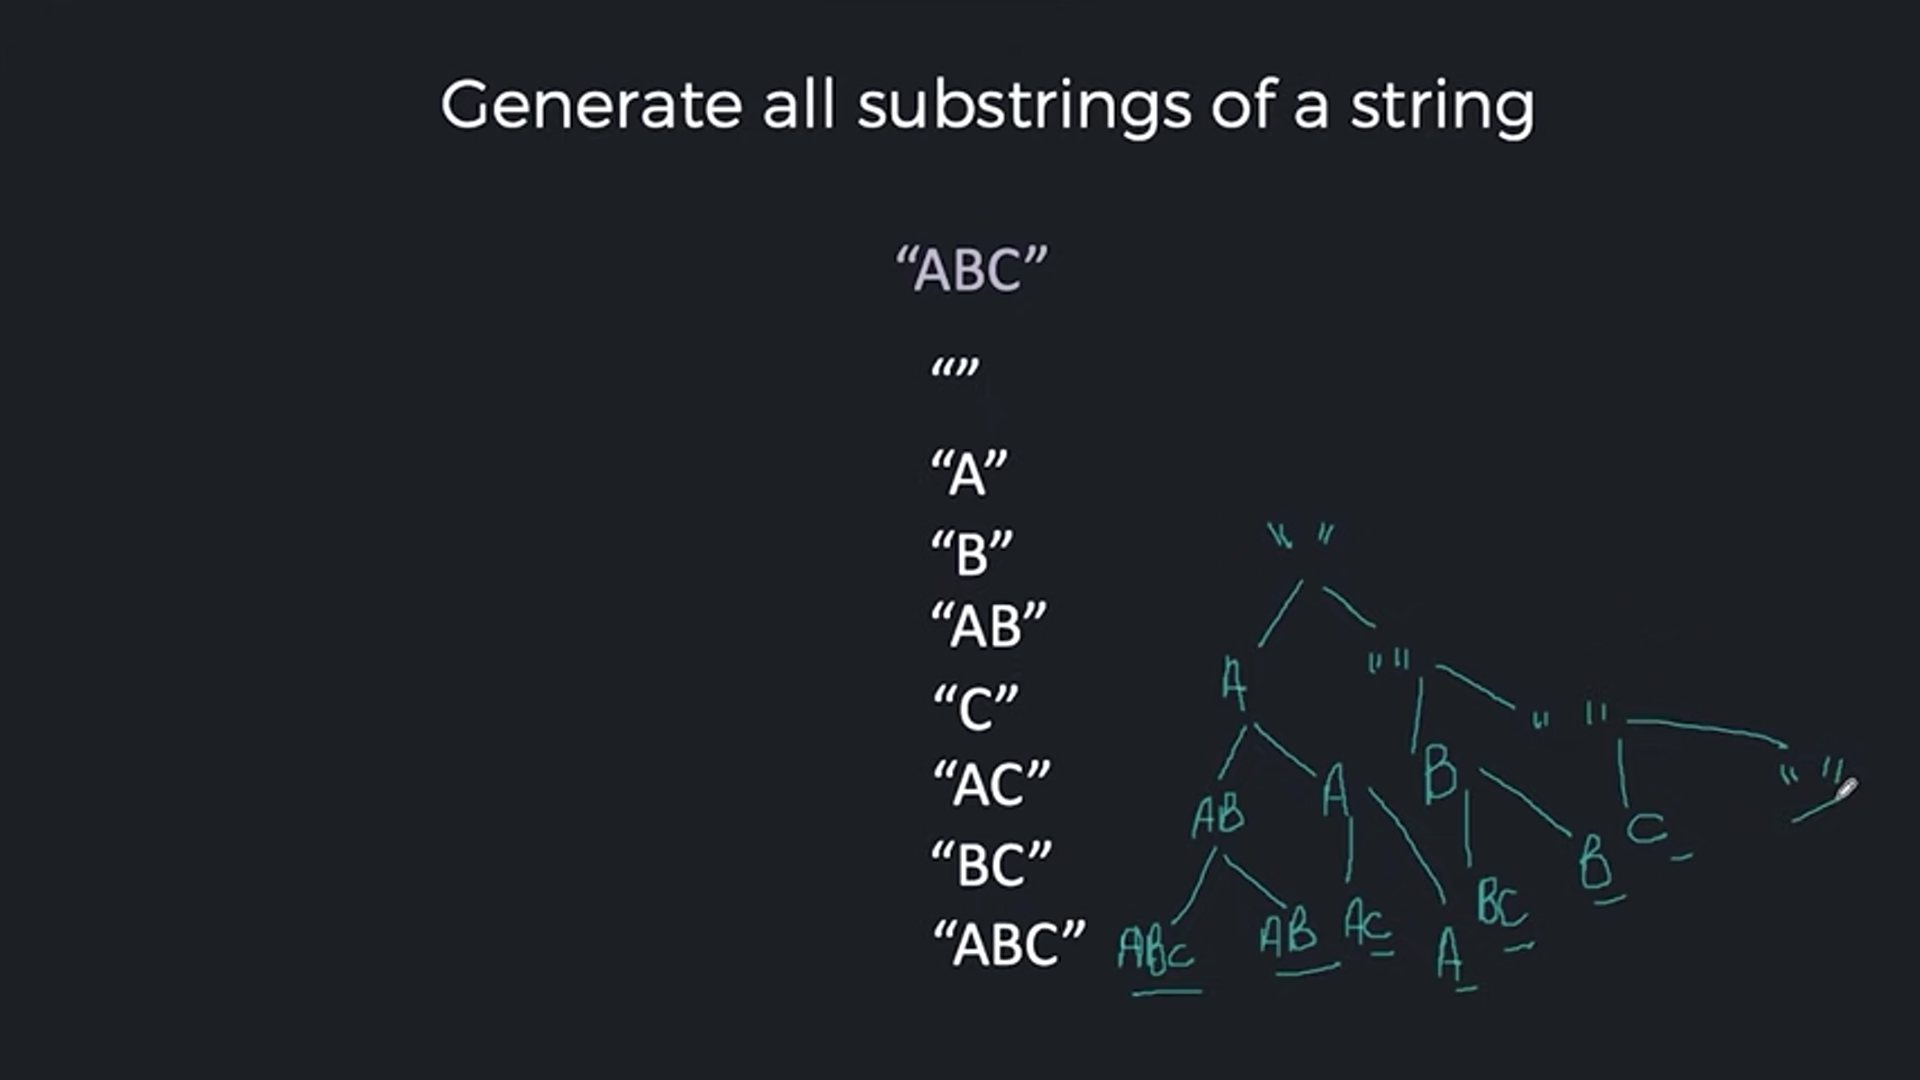 Generate all substrings of a string
“ABC”
“”
“A”
“B”
“AB”
“C”
“AC”
“BC”
“ABC”
" "
A ""
" "
AB A B " "
C
B
ABC AB AC A BC